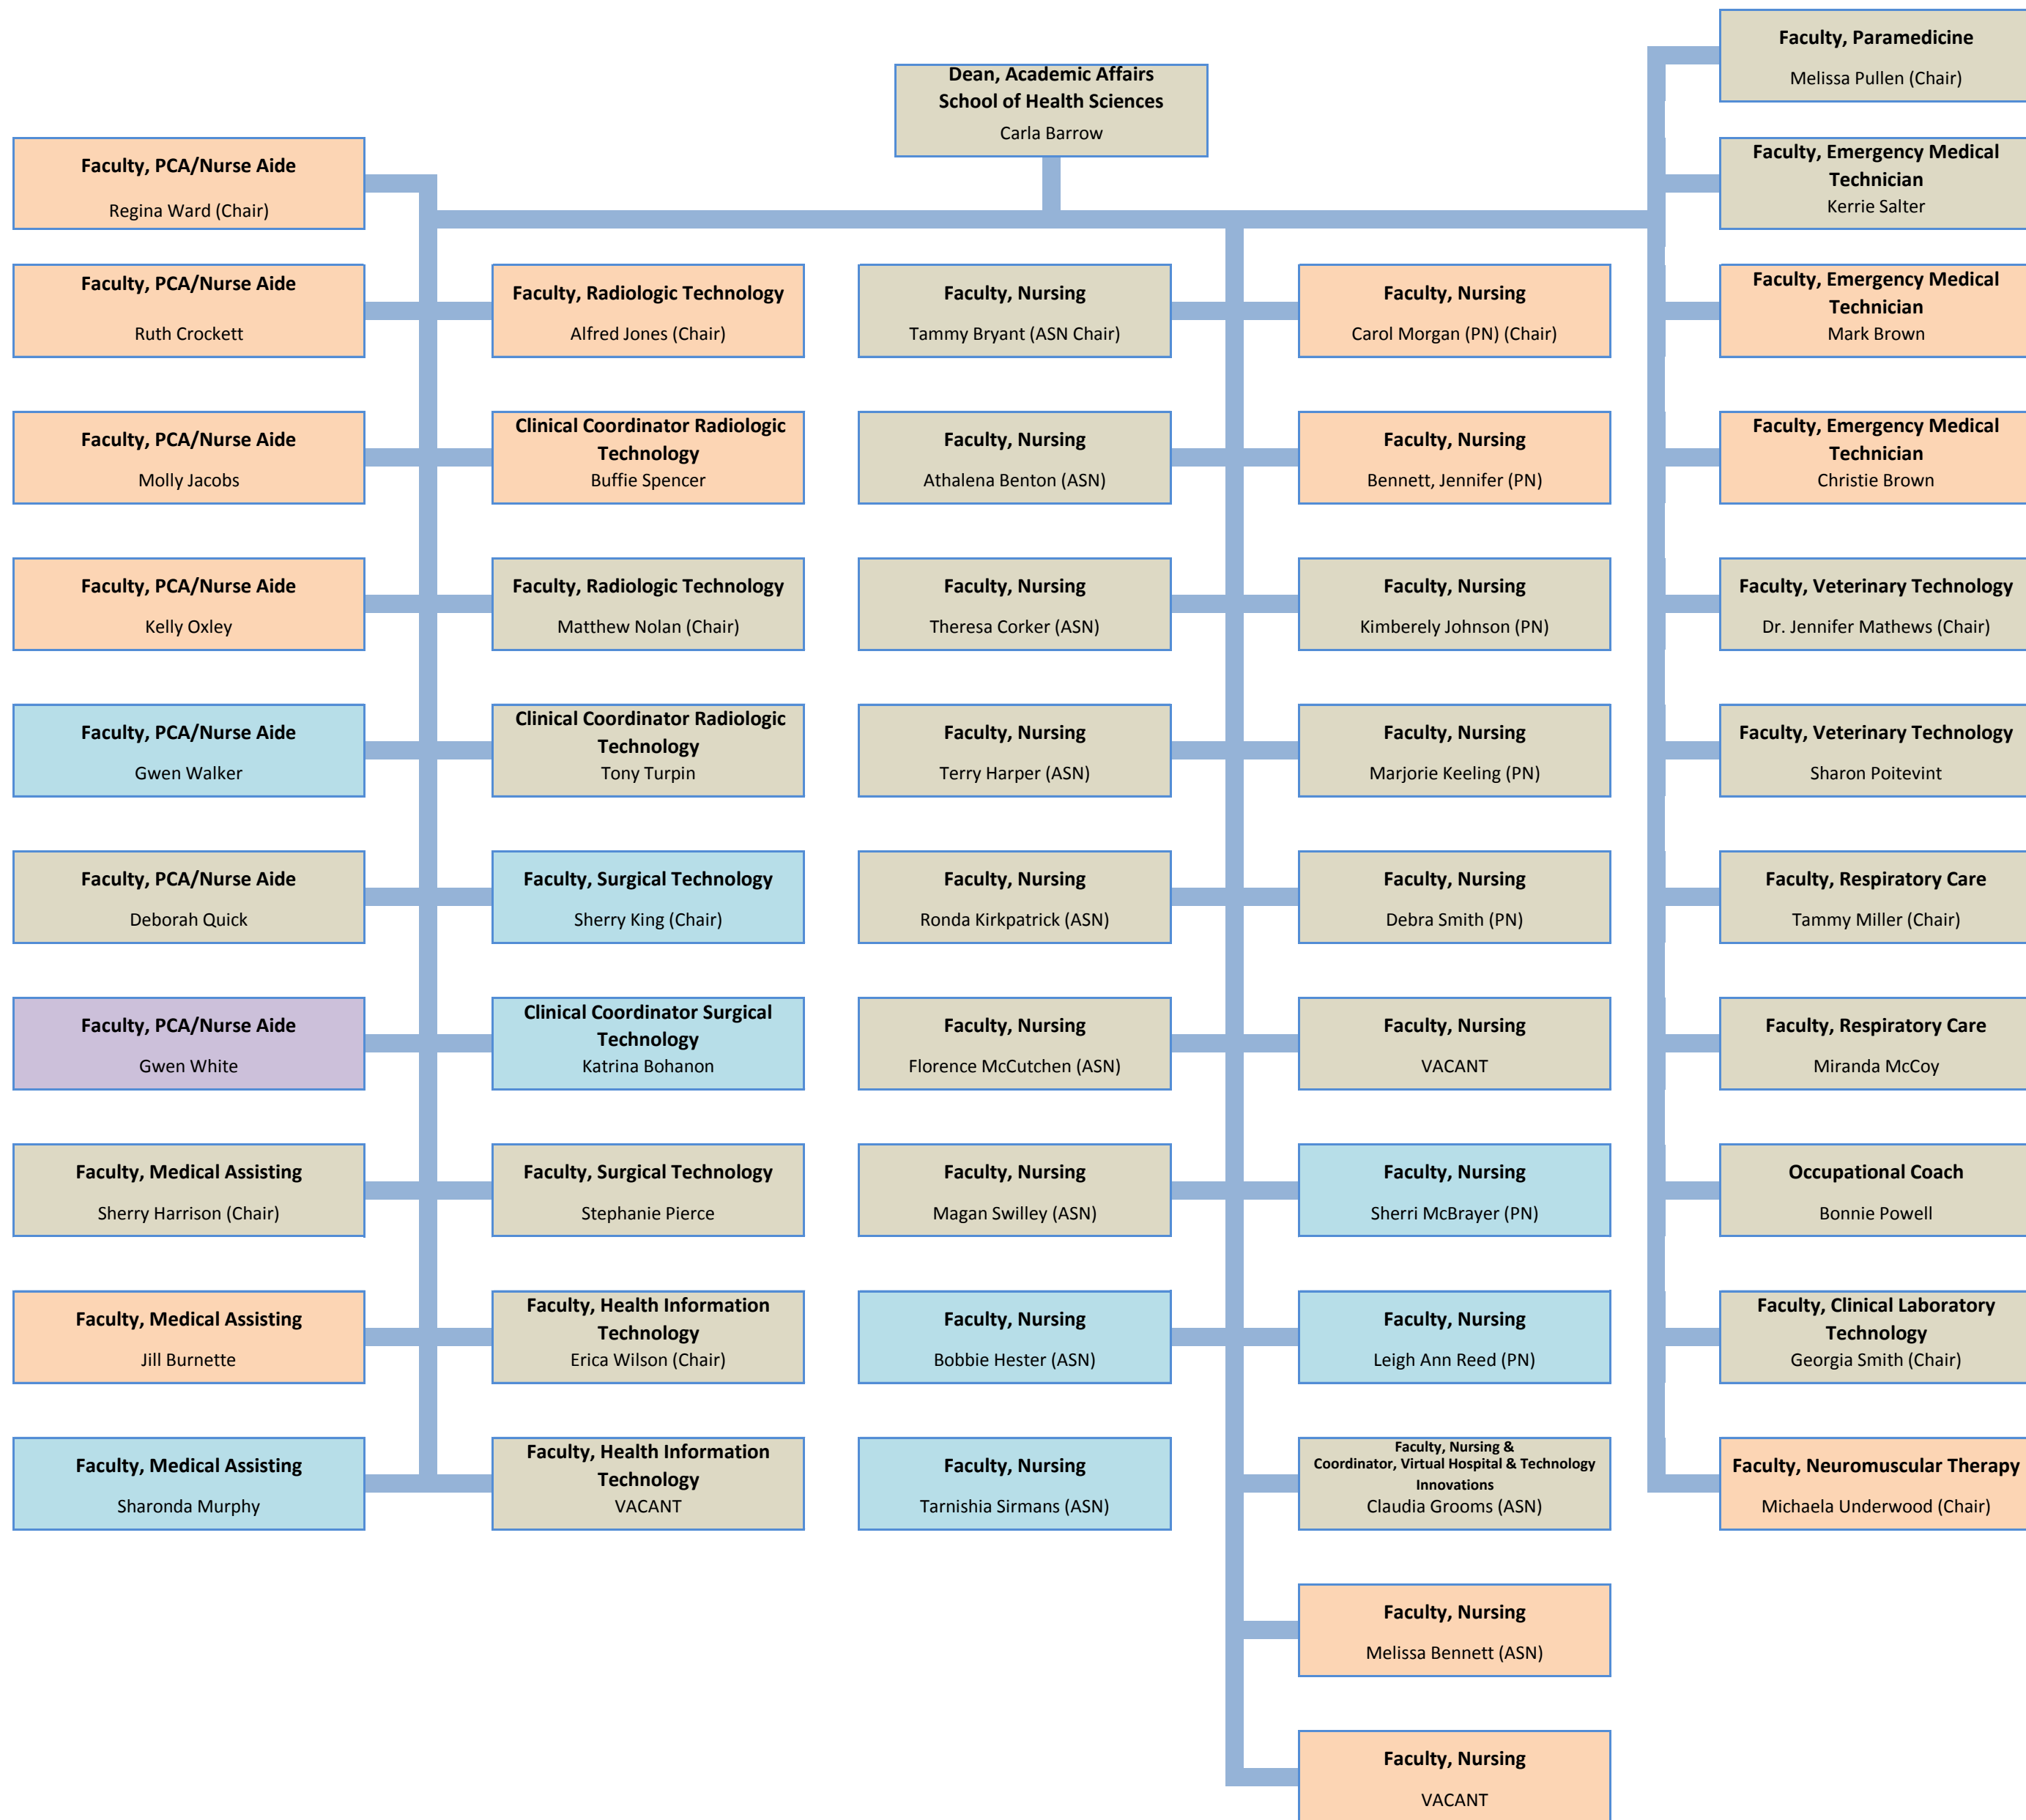 Dean, Academic Affairs
School of Health Sciences
Carla Barrow
Faculty, PCA/Nurse Aide
Regina Ward (Chair)
Faculty, PCA/Nurse Aide
Ruth Crockett
Faculty, PCA/Nurse Aide
Molly Jacobs
Faculty, PCA/Nurse Aide
Kelly Oxley
Faculty, PCA/Nurse Aide
Gwen Walker
Faculty, PCA/Nurse Aide
Deborah Quick
Faculty, PCA/Nurse Aide
Gwen White
Faculty, Medical Assisting
Sherry Harrison (Chair)
Faculty, Medical Assisting
Jill Burnette
Faculty, Medical Assisting
Sharonda Murphy
Faculty, Radiologic Technology
Alfred Jones (Chair)
Clinical Coordinator Radiologic
Technology
Buffie Spencer
Faculty, Radiologic Technology
Matthew Nolan (Chair)
Clinical Coordinator Radiologic
Technology
Tony Turpin
Faculty, Surgical Technology
Sherry King (Chair)
Clinical Coordinator Surgical
Technology
Katrina Bohanon
Faculty, Surgical Technology
Stephanie Pierce
Faculty, Health Information
Technology
Erica Wilson (Chair)
Faculty, Health Information
Technology
VACANT
Faculty, Nursing
Tammy Bryant (ASN Chair)
Faculty, Nursing
Athalena Benton (ASN)
Faculty, Nursing
Theresa Corker (ASN)
Faculty, Nursing
Terry Harper (ASN)
Faculty, Nursing
Ronda Kirkpatrick (ASN)
Faculty, Nursing
Florence McCutchen (ASN)
Faculty, Nursing
Magan Swilley (ASN)
Faculty, Nursing
Bobbie Hester (ASN)
Faculty, Nursing
Tarnishia Sirmans (ASN)
Faculty, Nursing
Carol Morgan (PN) (Chair)
Faculty, Nursing
Bennett, Jennifer (PN)
Faculty, Nursing
Kimberely Johnson (PN)
Faculty, Nursing
Marjorie Keeling (PN)
Faculty, Nursing
Debra Smith (PN)
Faculty, Nursing
VACANT
Faculty, Nursing
Sherri McBrayer (PN)
Faculty, Nursing
Leigh Ann Reed (PN)
Faculty, Nursing &
Coordinator, Virtual Hospital & Technology
Innovations
Claudia Grooms (ASN)
Faculty, Nursing
Melissa Bennett (ASN)
Faculty, Nursing
VACANT
Faculty, Paramedicine
Melissa Pullen (Chair)
Faculty, Emergency Medical
Technician
Kerrie Salter
Faculty, Emergency Medical
Technician
Mark Brown
Faculty, Emergency Medical
Technician
Christie Brown
Faculty, Veterinary Technology
Dr. Jennifer Mathews (Chair)
Faculty, Veterinary Technology
Sharon Poitevint
Faculty, Respiratory Care
Tammy Miller (Chair)
Faculty, Respiratory Care
Miranda McCoy
Occupational Coach
Bonnie Powell
Faculty, Clinical Laboratory
Technology
Georgia Smith (Chair)
Faculty, Neuromuscular Therapy
Michaela Underwood (Chair)